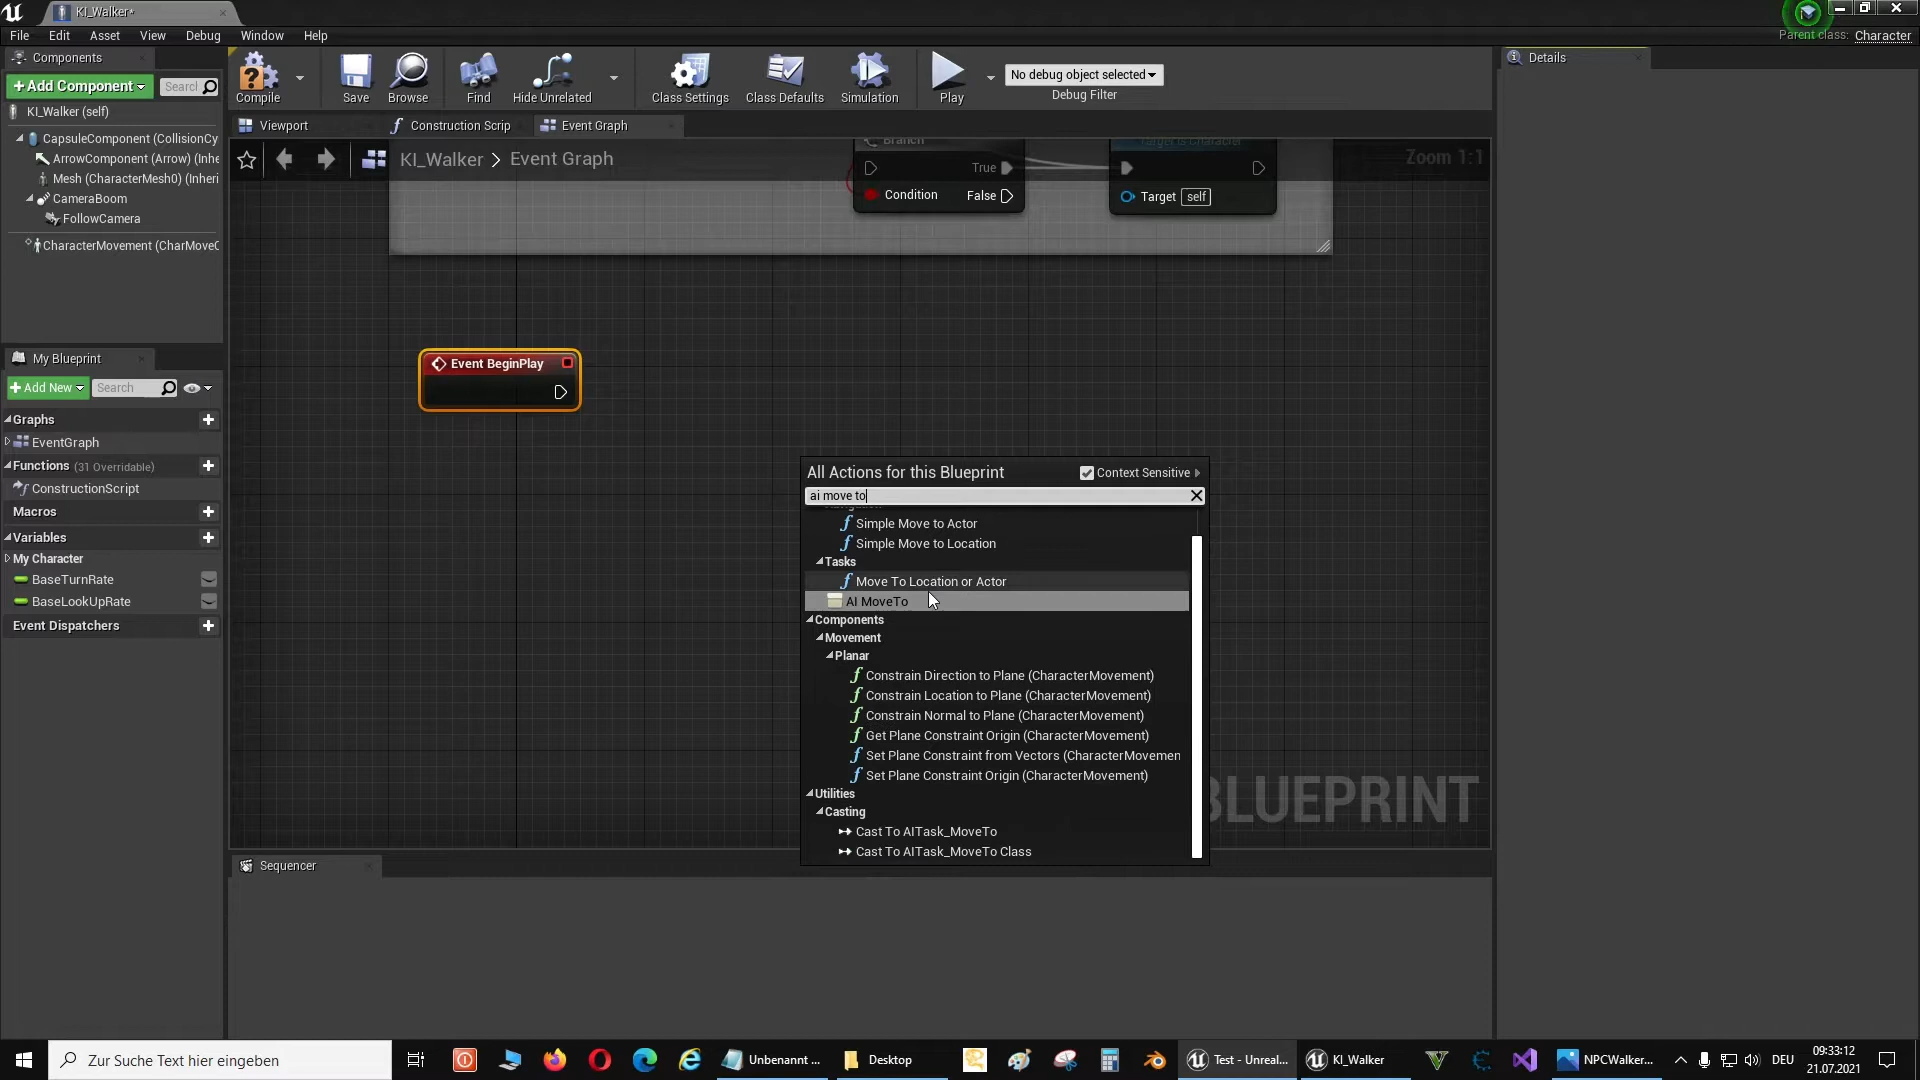 KI_Walker*
File Edit Asset View Debug Window Help
Parent class: Character
Components
+Add Component
Search
KI_Walker (self)
CapsuleComponent (CollisionCy
ArrowComponent (Arrow) (Inhe
Mesh (CharacterMesh0) (Inheri
CameraBoom
FollowCamera
CharacterMovement (CharMoveC
Compile Save Browse Find Hide Unrelated Class Settings Class Defaults Simulation Play
No debug object selected
Debug Filter
Details
Viewport Construction Scrip Event Graph
KI_Walker > Event Graph
Zoom 1:1
Branch
True
Condition False
Target is Character
Target self
Event BeginPlay
My Blueprint
+Add New Search
Graphs
EventGraph
Functions (31 Overridable)
ConstructionScript
Macros
Variables
My Character
BaseTurnRate
BaseLookUpRate
Event Dispatchers
All Actions for this Blueprint Context Sensitive
ai move to
Simple Move to Actor
Simple Move to Location
Tasks
Move To Location or Actor
AI MoveTo
Components
Movement
Planar
Constrain Direction to Plane (CharacterMovement)
Constrain Location to Plane (CharacterMovement)
Constrain Normal to Plane (CharacterMovement)
Get Plane Constraint Origin (CharacterMovement)
Set Plane Constraint from Vectors (CharacterMovemen
Set Plane Constraint Origin (CharacterMovement)
Utilities
Casting
Cast To AITask_MoveTo
Cast To AITask_MoveTo Class
BLUEPRINT
Sequencer
Zur Suche Text hier eingeben
Unbenannt ...
Desktop
Test - Unreal...
KI_Walker
NPCWalker...
DEU
09:33:12
21.07.2021